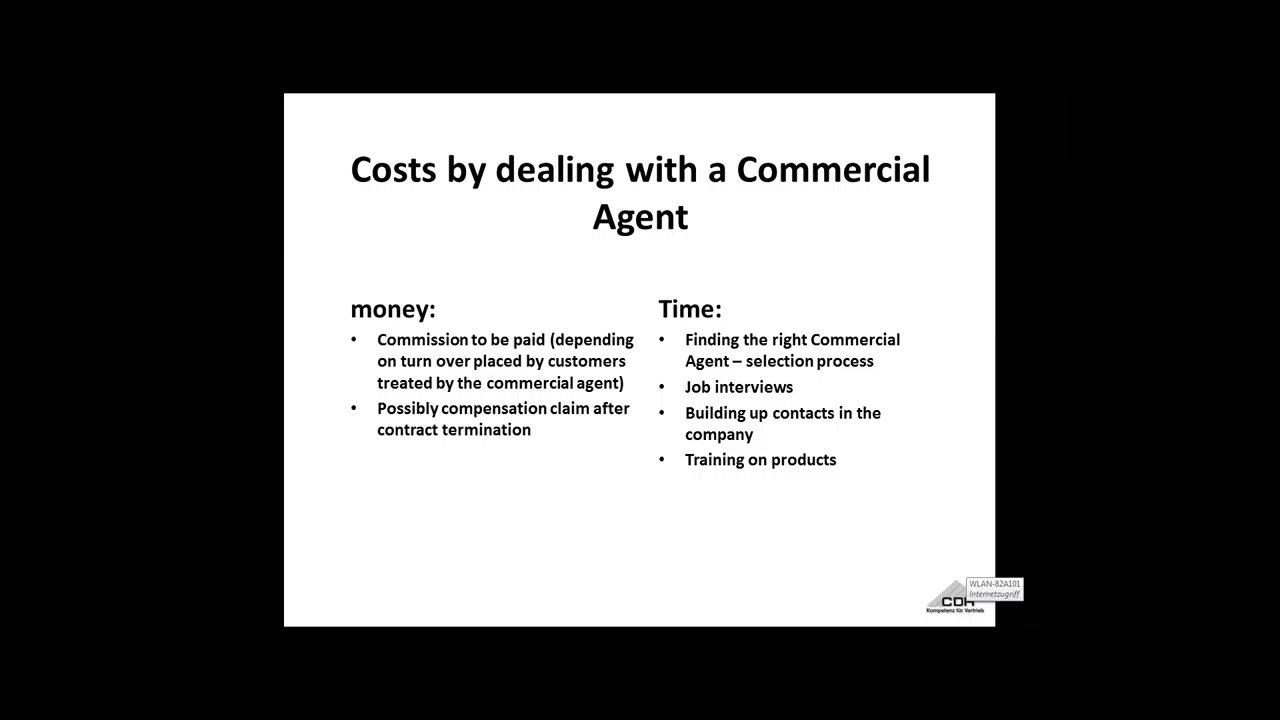 Costs by dealing with a Commercial
Agent
money:
• Commission to be paid (depending
on turn over placed by customers
treated by the commercial agent)
• Possibly compensation claim after
contract termination
Time:
• Finding the right Commercial
Agent – selection process
• Job interviews
• Building up contacts in the
company
• Training on products
WLAN-82A101
Internetzugriff
CDH
Kompetenz für Vertrieb